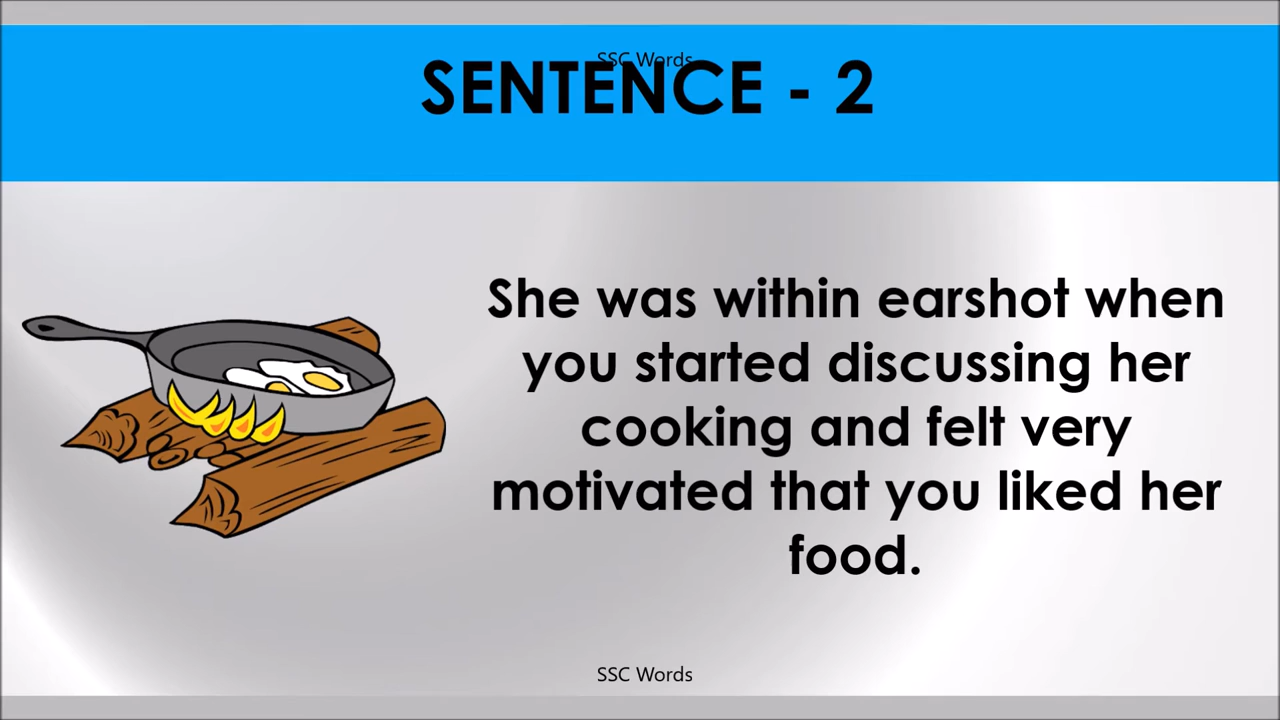 SSC Words
SENTENCE - 2
She was within earshot when
you started discussing her
cooking and felt very
motivated that you liked her
food.
SSC Words